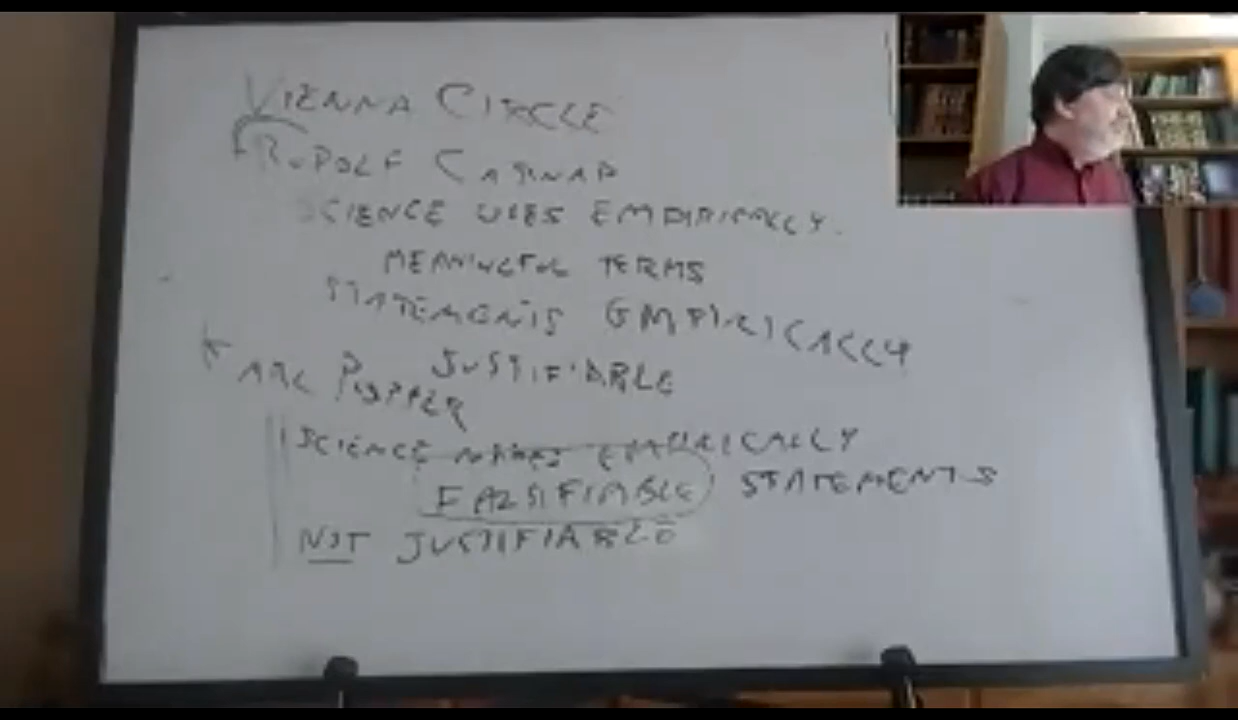 VIENNA CIRCLE
RUDOLF CARNAP
SCIENCE USES EMPIRICALLY
MEANINGFUL TERMS
STATEMENTS EMPIRICALLY
JUSTIFIABLE
KARL POPPER
SCIENCE MAKES EMPIRICALLY
FALSIFIABLE STATEMENTS
NOT JUSTIFIABLE